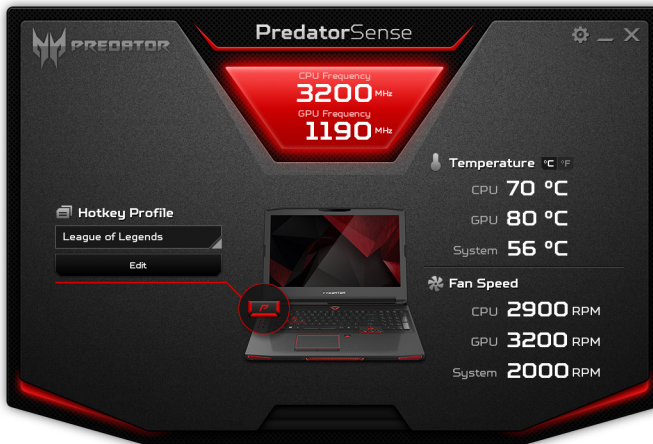 PREDATOR
PredatorSense
CPU Frequency
3200 MHz
GPU Frequency
1190 MHz
Temperature °C °F
CPU 70 °C
GPU 80 °C
System 56 °C
Hotkey Profile
League of Legends
Edit
Fan Speed
CPU 2900 RPM
GPU 3200 RPM
System 2000 RPM
PREDATOR
P